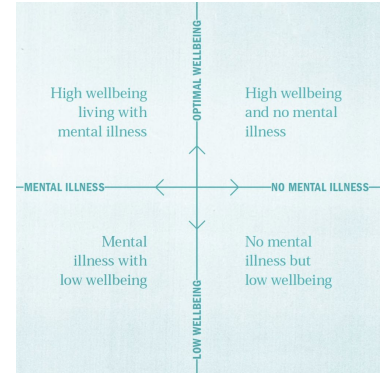 OPTIMAL WELLBEING
High wellbeing
living with
mental illness
High wellbeing
and no mental
illness
MENTAL ILLNESS
NO MENTAL ILLNESS
Mental
illness with
low wellbeing
No mental
illness but
low wellbeing
LOW WELLBEING